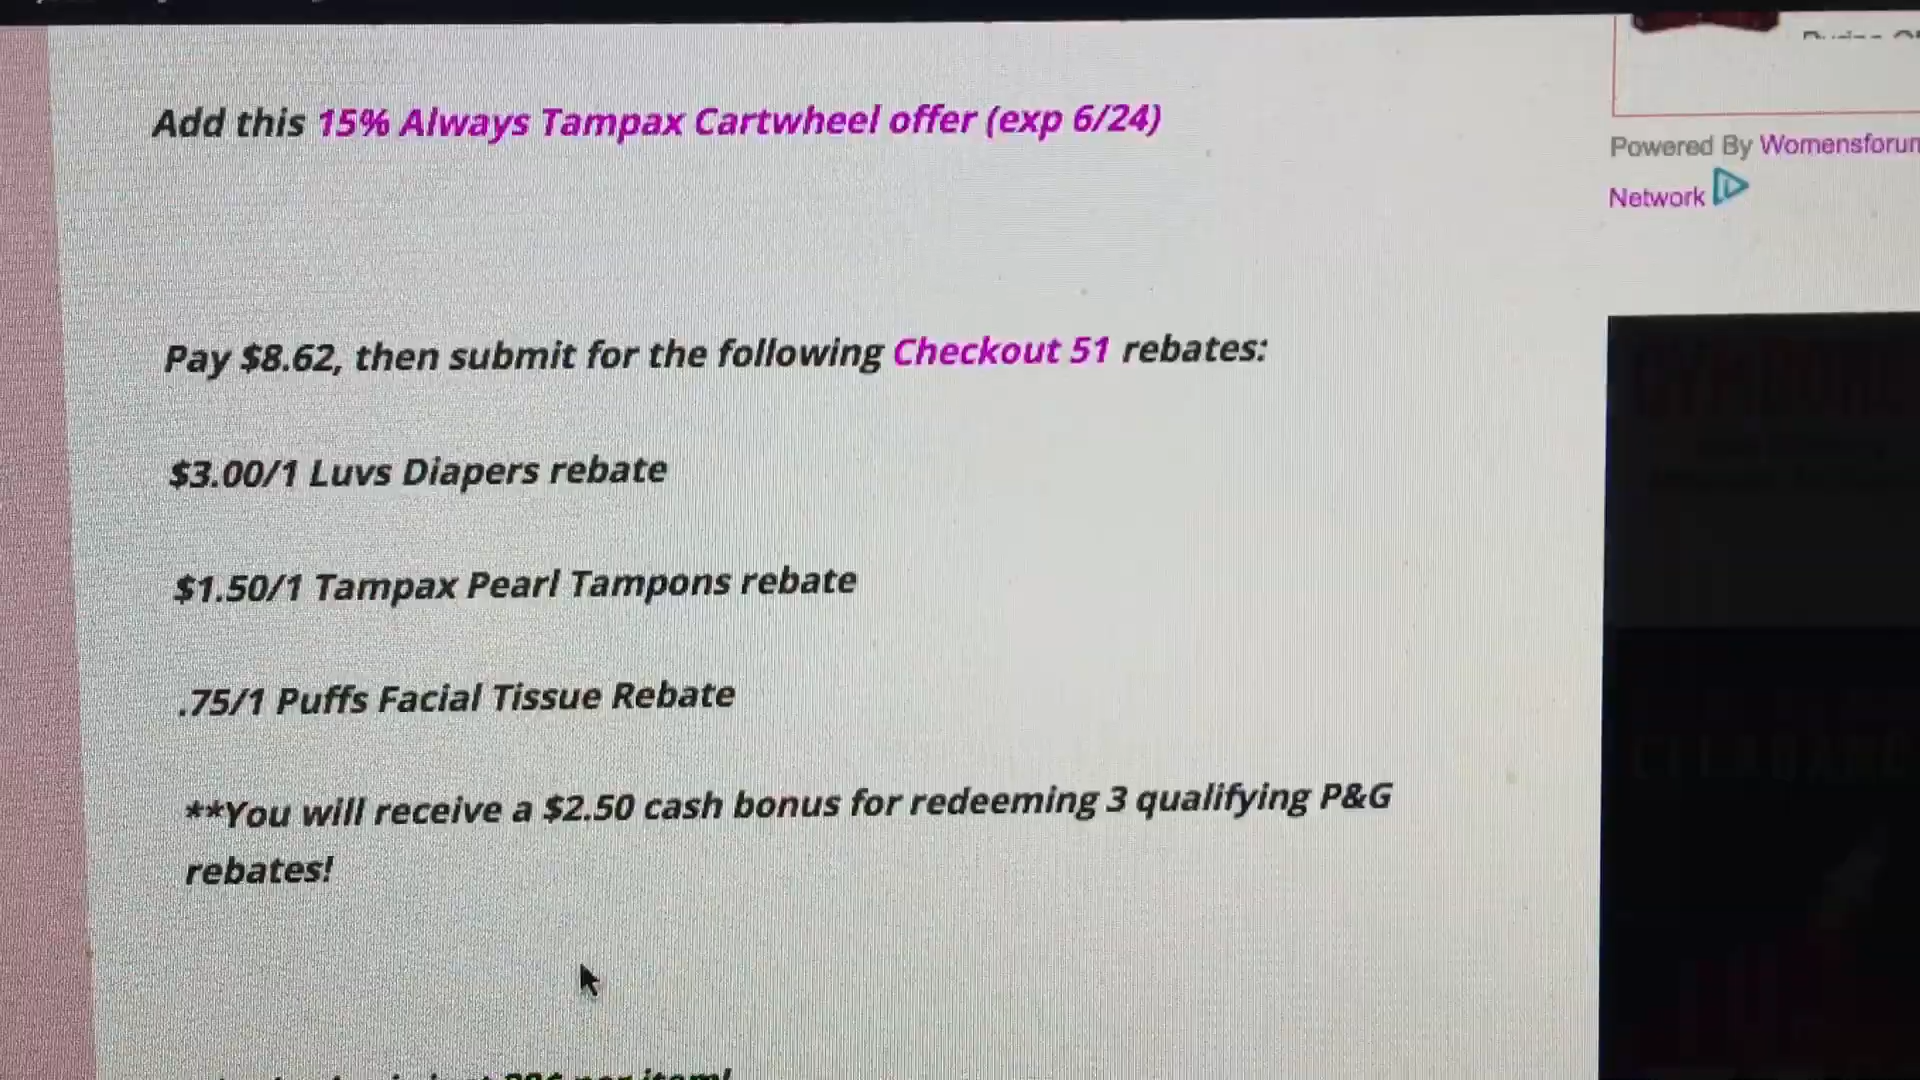 Add this 15% Always Tampax Cartwheel offer (exp 6/24)
Powered By
Network
Pay $8.62, then submit for the following Checkout 51 rebates:
$3.00/1 Luvs Diapers rebate
$1.50/1 Tampax Pearl Tampons rebate
.75/1 Puffs Facial Tissue Rebate
**You will receive a $2.50 cash bonus for redeeming 3 qualifying P&G
rebates!